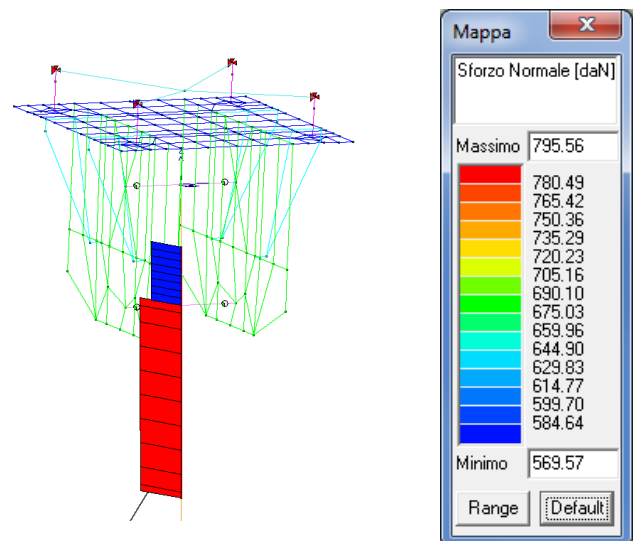 Mappa
Sforzo Normale [daN]
Massimo 795.56
780.49
765.42
750.36
735.29
720.23
705.16
690.10
675.03
659.96
644.90
629.83
614.77
599.70
584.64
Minimo 569.57
Range Default